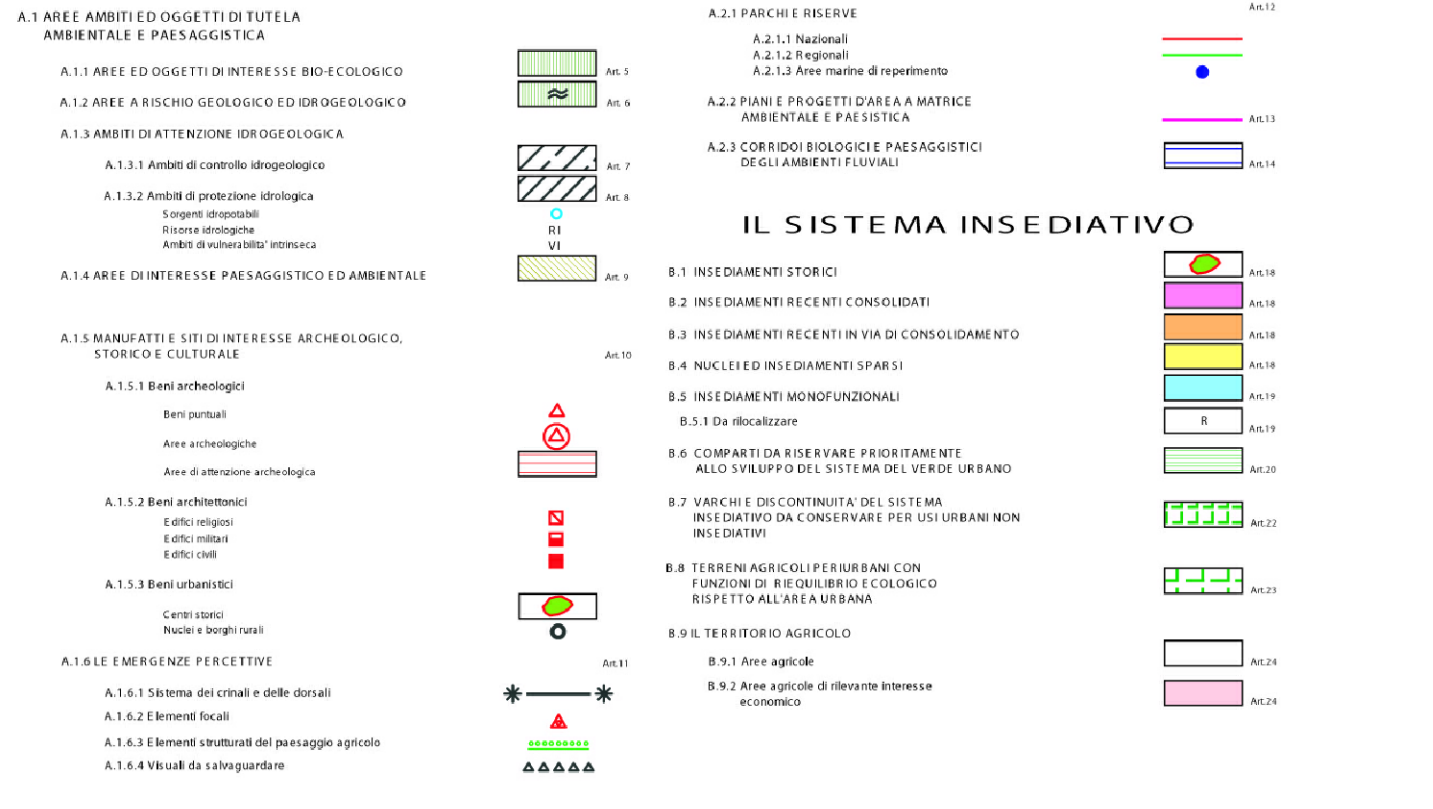 A.1 AREE AMBITI ED OGGETTI DI TUTELA
AMBIENTALE E PAESAGGISTICA
A.1.1 AREE ED OGGETTI DI INTERESSE BIO-ECOLOGICO Art. 5
A.1.2 AREE A RISCHIO GEOLOGICO ED IDROGEOLOGICO Art. 6
A.1.3 AMBITI DI ATTENZIONE IDROGEOLOGICA
A.1.3.1 Ambiti di controllo idrogeologico Art. 7
A.1.3.2 Ambiti di protezione idrologica Art. 8
Sorgenti idropotabili
Risorse idrologiche RI
Ambiti di vulnerabilita' intrinseca VI
A.1.4 AREE DI INTERESSE PAESAGGISTICO ED AMBIENTALE Art. 9
A.1.5 MANUFATTI E SITI DI INTERESSE ARCHEOLOGICO,
STORICO E CULTURALE Art.10
A.1.5.1 Beni archeologici
Beni puntuali
Aree archeologiche
Aree di attenzione archeologica
A.1.5.2 Beni architettonici
Edifici religiosi
Edifici militari
Edifici civili
A.1.5.3 Beni urbanistici
Centri storici
Nuclei e borghi rurali
A.1.6 LE EMERGENZE PERCETTIVE Art.11
A.1.6.1 Sistema dei crinali e delle dorsali
A.1.6.2 Elementi focali
A.1.6.3 Elementi strutturati del paesaggio agricolo
A.1.6.4 Visuali da salvaguardare
A.2.1 PARCHI E RISERVE Art.12
A.2.1.1 Nazionali
A.2.1.2 Regionali
A.2.1.3 Aree marine di reperimento
A.2.2 PIANI E PROGETTI D'AREA A MATRICE
AMBIENTALE E PAESISTICA Art.13
A.2.3 CORRIDOI BIOLOGICI E PAESAGGISTICI
DEGLI AMBIENTI FLUVIALI Art.14
IL SISTEMA INSEDIATIVO
B.1 INSEDIAMENTI STORICI Art.18
B.2 INSEDIAMENTI RECENTI CONSOLIDATI Art.18
B.3 INSEDIAMENTI RECENTI IN VIA DI CONSOLIDAMENTO Art.18
B.4 NUCLEI ED INSEDIAMENTI SPARSI Art.18
B.5 INSEDIAMENTI MONOFUNZIONALI Art.19
B.5.1 Da rilocalizzare R Art.19
B.6 COMPARTI DA RISERVARE PRIORITAMENTE
ALLO SVILUPPO DEL SISTEMA DEL VERDE URBANO Art.20
B.7 VARCHI E DISCONTINUITA' DEL SISTEMA
INSEDIATIVO DA CONSERVARE PER USI URBANI NON Art.22
INSEDIATIVI
B.8 TERRENI AGRICOLI PERIURBANI CON
FUNZIONI DI RIEQUILIBRIO ECOLOGICO Art.23
RISPETTO ALL'AREA URBANA
B.9 IL TERRITORIO AGRICOLO
B.9.1 Aree agricole Art.24
B.9.2 Aree agricole di rilevante interesse
economico Art.24